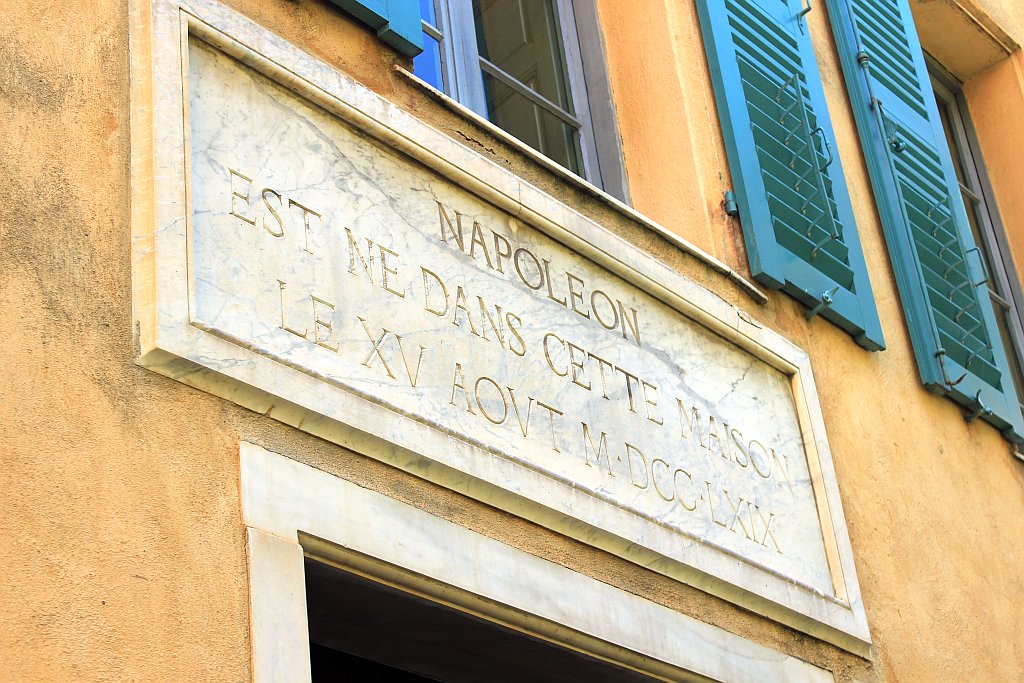 NAPOLEON
EST NE DANS CETTE MAISON
LE XV AOVT M·DCC·LXIX